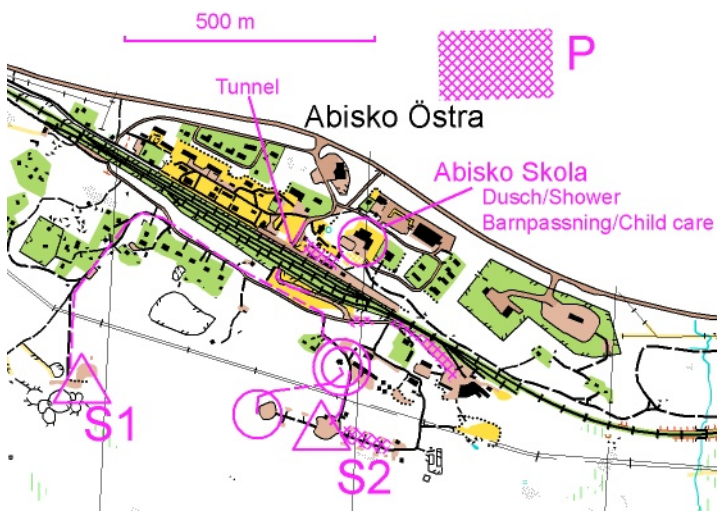 500 m
P
Tunnel
Abisko Östra
Abisko Skola
Dusch/Shower
Barnpassning/Child care
S1
S2